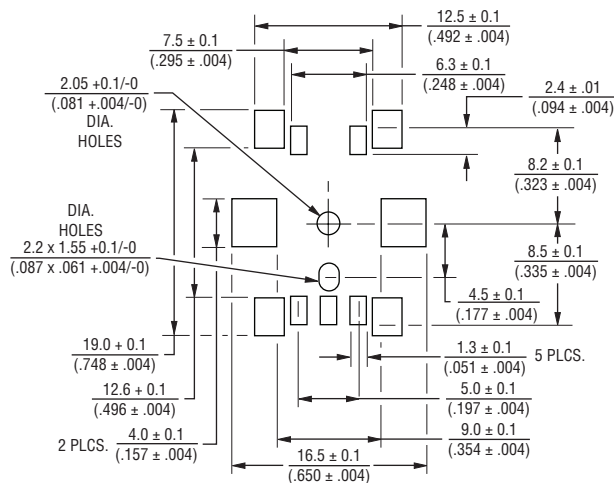 12.5 ± 0.1
(.492 ± .004)
7.5 ± 0.1
(.295 ± .004)
6.3 ± 0.1
(.248 ± .004)
2.05 +0.1/-0
(.081 +.004/-0)
DIA.
HOLES
2.4 ± .01
(.094 ± .004)
8.2 ± 0.1
(.323 ± .004)
DIA.
HOLES
2.2 x 1.55 +0.1/-0
(.087 x .061 +.004/-0)
8.5 ± 0.1
(.335 ± .004)
4.5 ± 0.1
(.177 ± .004)
19.0 + 0.1
(.748 ± .004)
1.3 ± 0.1 5 PLCS.
(.051 ± .004)
12.6 + 0.1
(.496 ± .004)
5.0 ± 0.1
(.197 ± .004)
2 PLCS. 4.0 ± 0.1
(.157 ± .004)
9.0 ± 0.1
(.354 ± .004)
16.5 ± 0.1
(.650 ± .004)